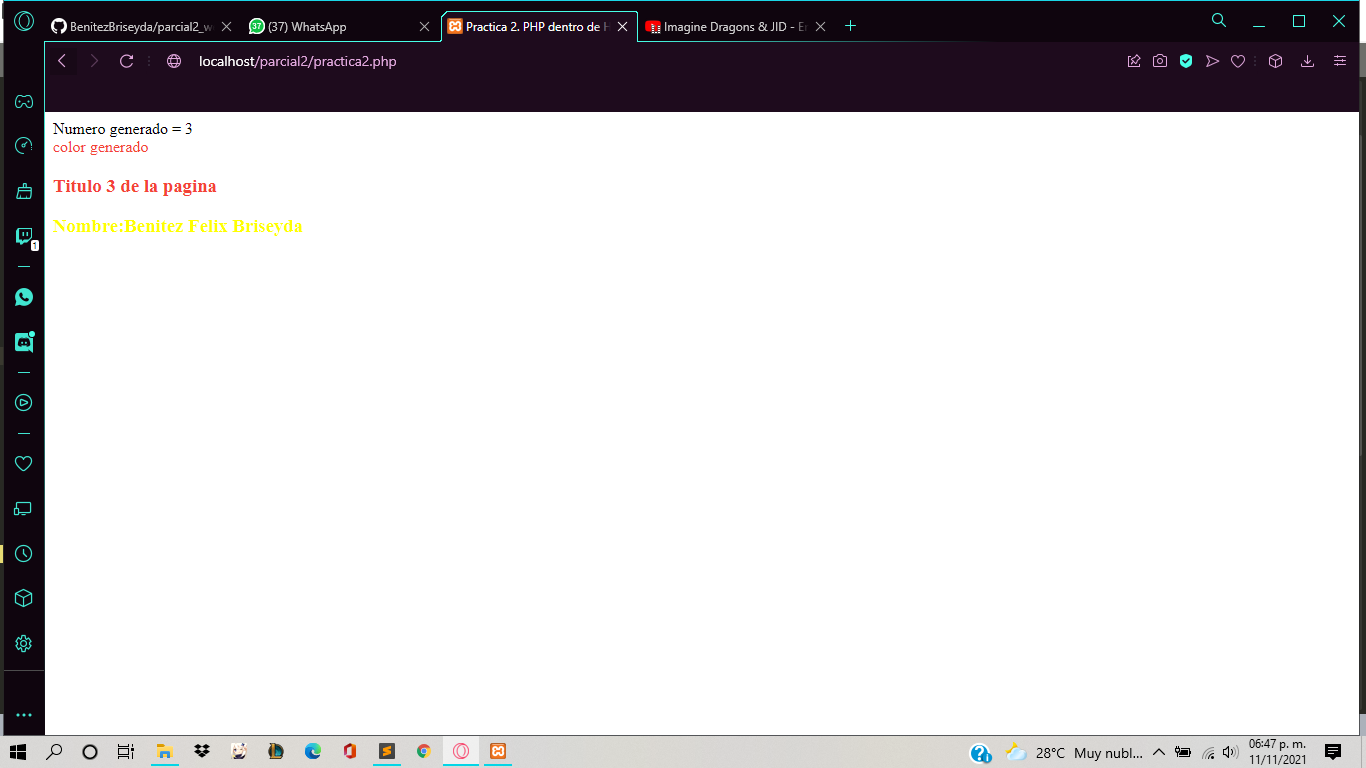 BenitezBriseyda/parcial2_w
(37) WhatsApp
Practica 2. PHP dentro de H
Imagine Dragons & JID - En
localhost/parcial2/practica2.php
Numero generado = 3
color generado
Titulo 3 de la pagina
Nombre:Benitez Felix Briseyda
1
28°C Muy nubl...
06:47 p. m.
11/11/2021